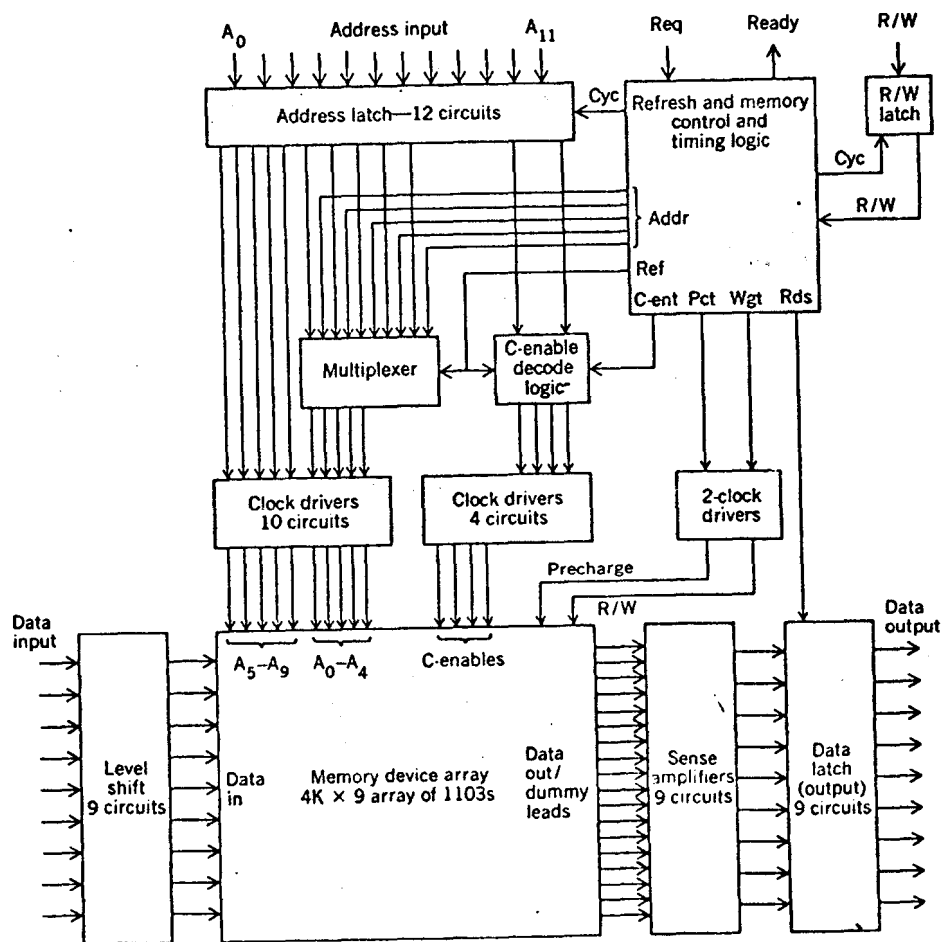 A0 Address input A11
Req Ready R/W
Address latch—12 circuits
Cyc
Refresh and memory
control and
timing logic
R/W
latch
Cyc
R/W
Addr
Ref
C-ent Pct Wgt Rds
Multiplexer
C-enable
decode
logic
Clock drivers
10 circuits
Clock drivers
4 circuits
2-clock
drivers
Precharge
R/W
Data
input
Data
output
A5–A9 A0–A4 C-enables
Level
shift
9 circuits
Data
in
Memory device array
4K × 9 array of 1103s
Data
out/
dummy
leads
Sense
amplifiers
9 circuits
Data
latch
(output)
9 circuits